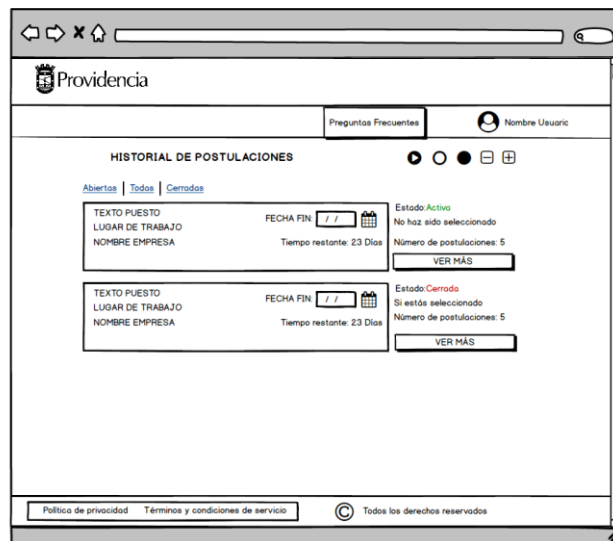 Providencia
Preguntas Frecuentes
Nombre Usuaric
HISTORIAL DE POSTULACIONES
Abiertas | Todas | Cerradas
TEXTO PUESTO
LUGAR DE TRABAJO
NOMBRE EMPRESA
FECHA FIN: / /
Tiempo restante: 23 Días
Estado:Activa
No haz sido seleccionado
Número de postulaciones: 5
VER MÁS
TEXTO PUESTO
LUGAR DE TRABAJO
NOMBRE EMPRESA
FECHA FIN: / /
Tiempo restante: 23 Días
Estado:Cerrada
Si estás seleccionado
Número de postulaciones: 5
VER MÁS
Política de privacidad Términos y condiciones de servicio
© Todos los derechos reservados